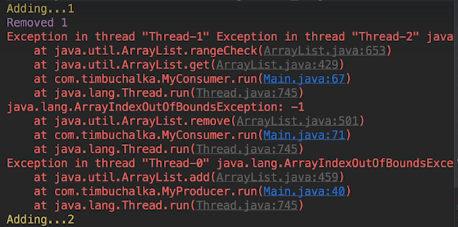 Adding...1
Removed 1
Exception in thread "Thread-1" Exception in thread "Thread-2" java
at java.util.ArrayList.rangeCheck(ArrayList.java:653)
at java.util.ArrayList.get(ArrayList.java:429)
at com.timbuchalka.MyConsumer.run(Main.java:67)
at java.lang.Thread.run(Thread.java:745)
java.lang.ArrayIndexOutOfBoundsException: -1
at java.util.ArrayList.remove(ArrayList.java:501)
at com.timbuchalka.MyConsumer.run(Main.java:71)
at java.lang.Thread.run(Thread.java:745)
Exception in thread "Thread-0" java.lang.ArrayIndexOutOfBoundsExce
at java.util.ArrayList.add(ArrayList.java:459)
at com.timbuchalka.MyProducer.run(Main.java:40)
at java.lang.Thread.run(Thread.java:745)
Adding...2